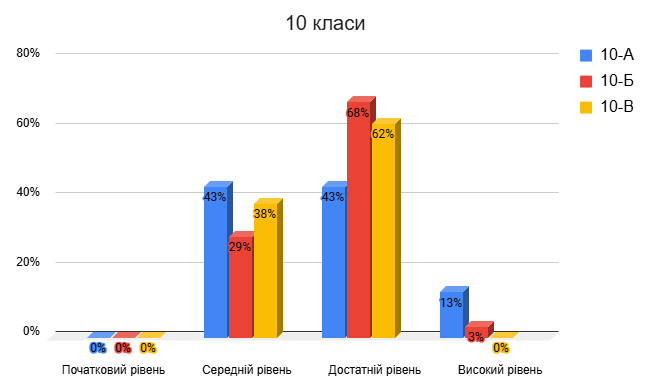 10 класи
80%
60%
40%
20%
0%
10-А
10-Б
10-В
0% 0% 0%
43% 29% 38%
43% 68% 62%
13% 3% 0%
Початковий рівень Середній рівень Достатній рівень Високий рівень